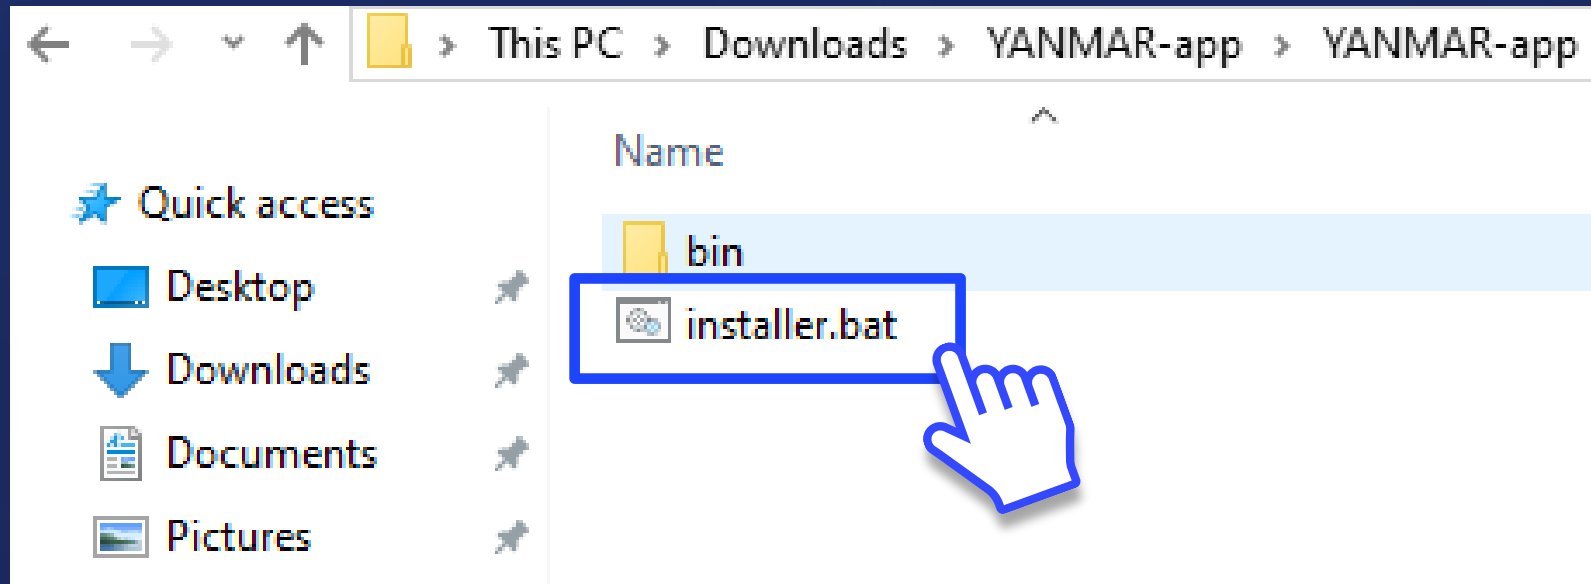 This PC > Downloads > YANMAR-app > YANMAR-app
Name
Quick access
bin
Desktop
installer.bat
Downloads
Documents
Pictures